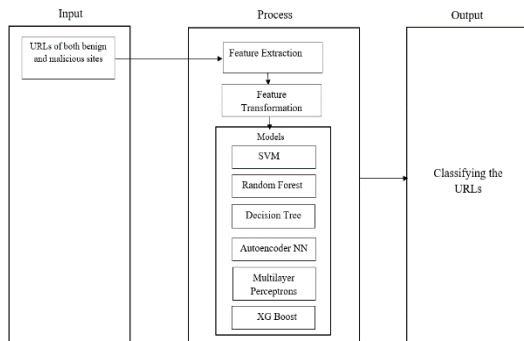 Input
Process
Output
URLs of both benign
and malicious sites
Feature Extraction
Feature
Transformation
Models
SVM
Random Forest
Decision Tree
Autoencoder NN
Multilayer
Perceptrons
XG Boost
Classifying the
URLs